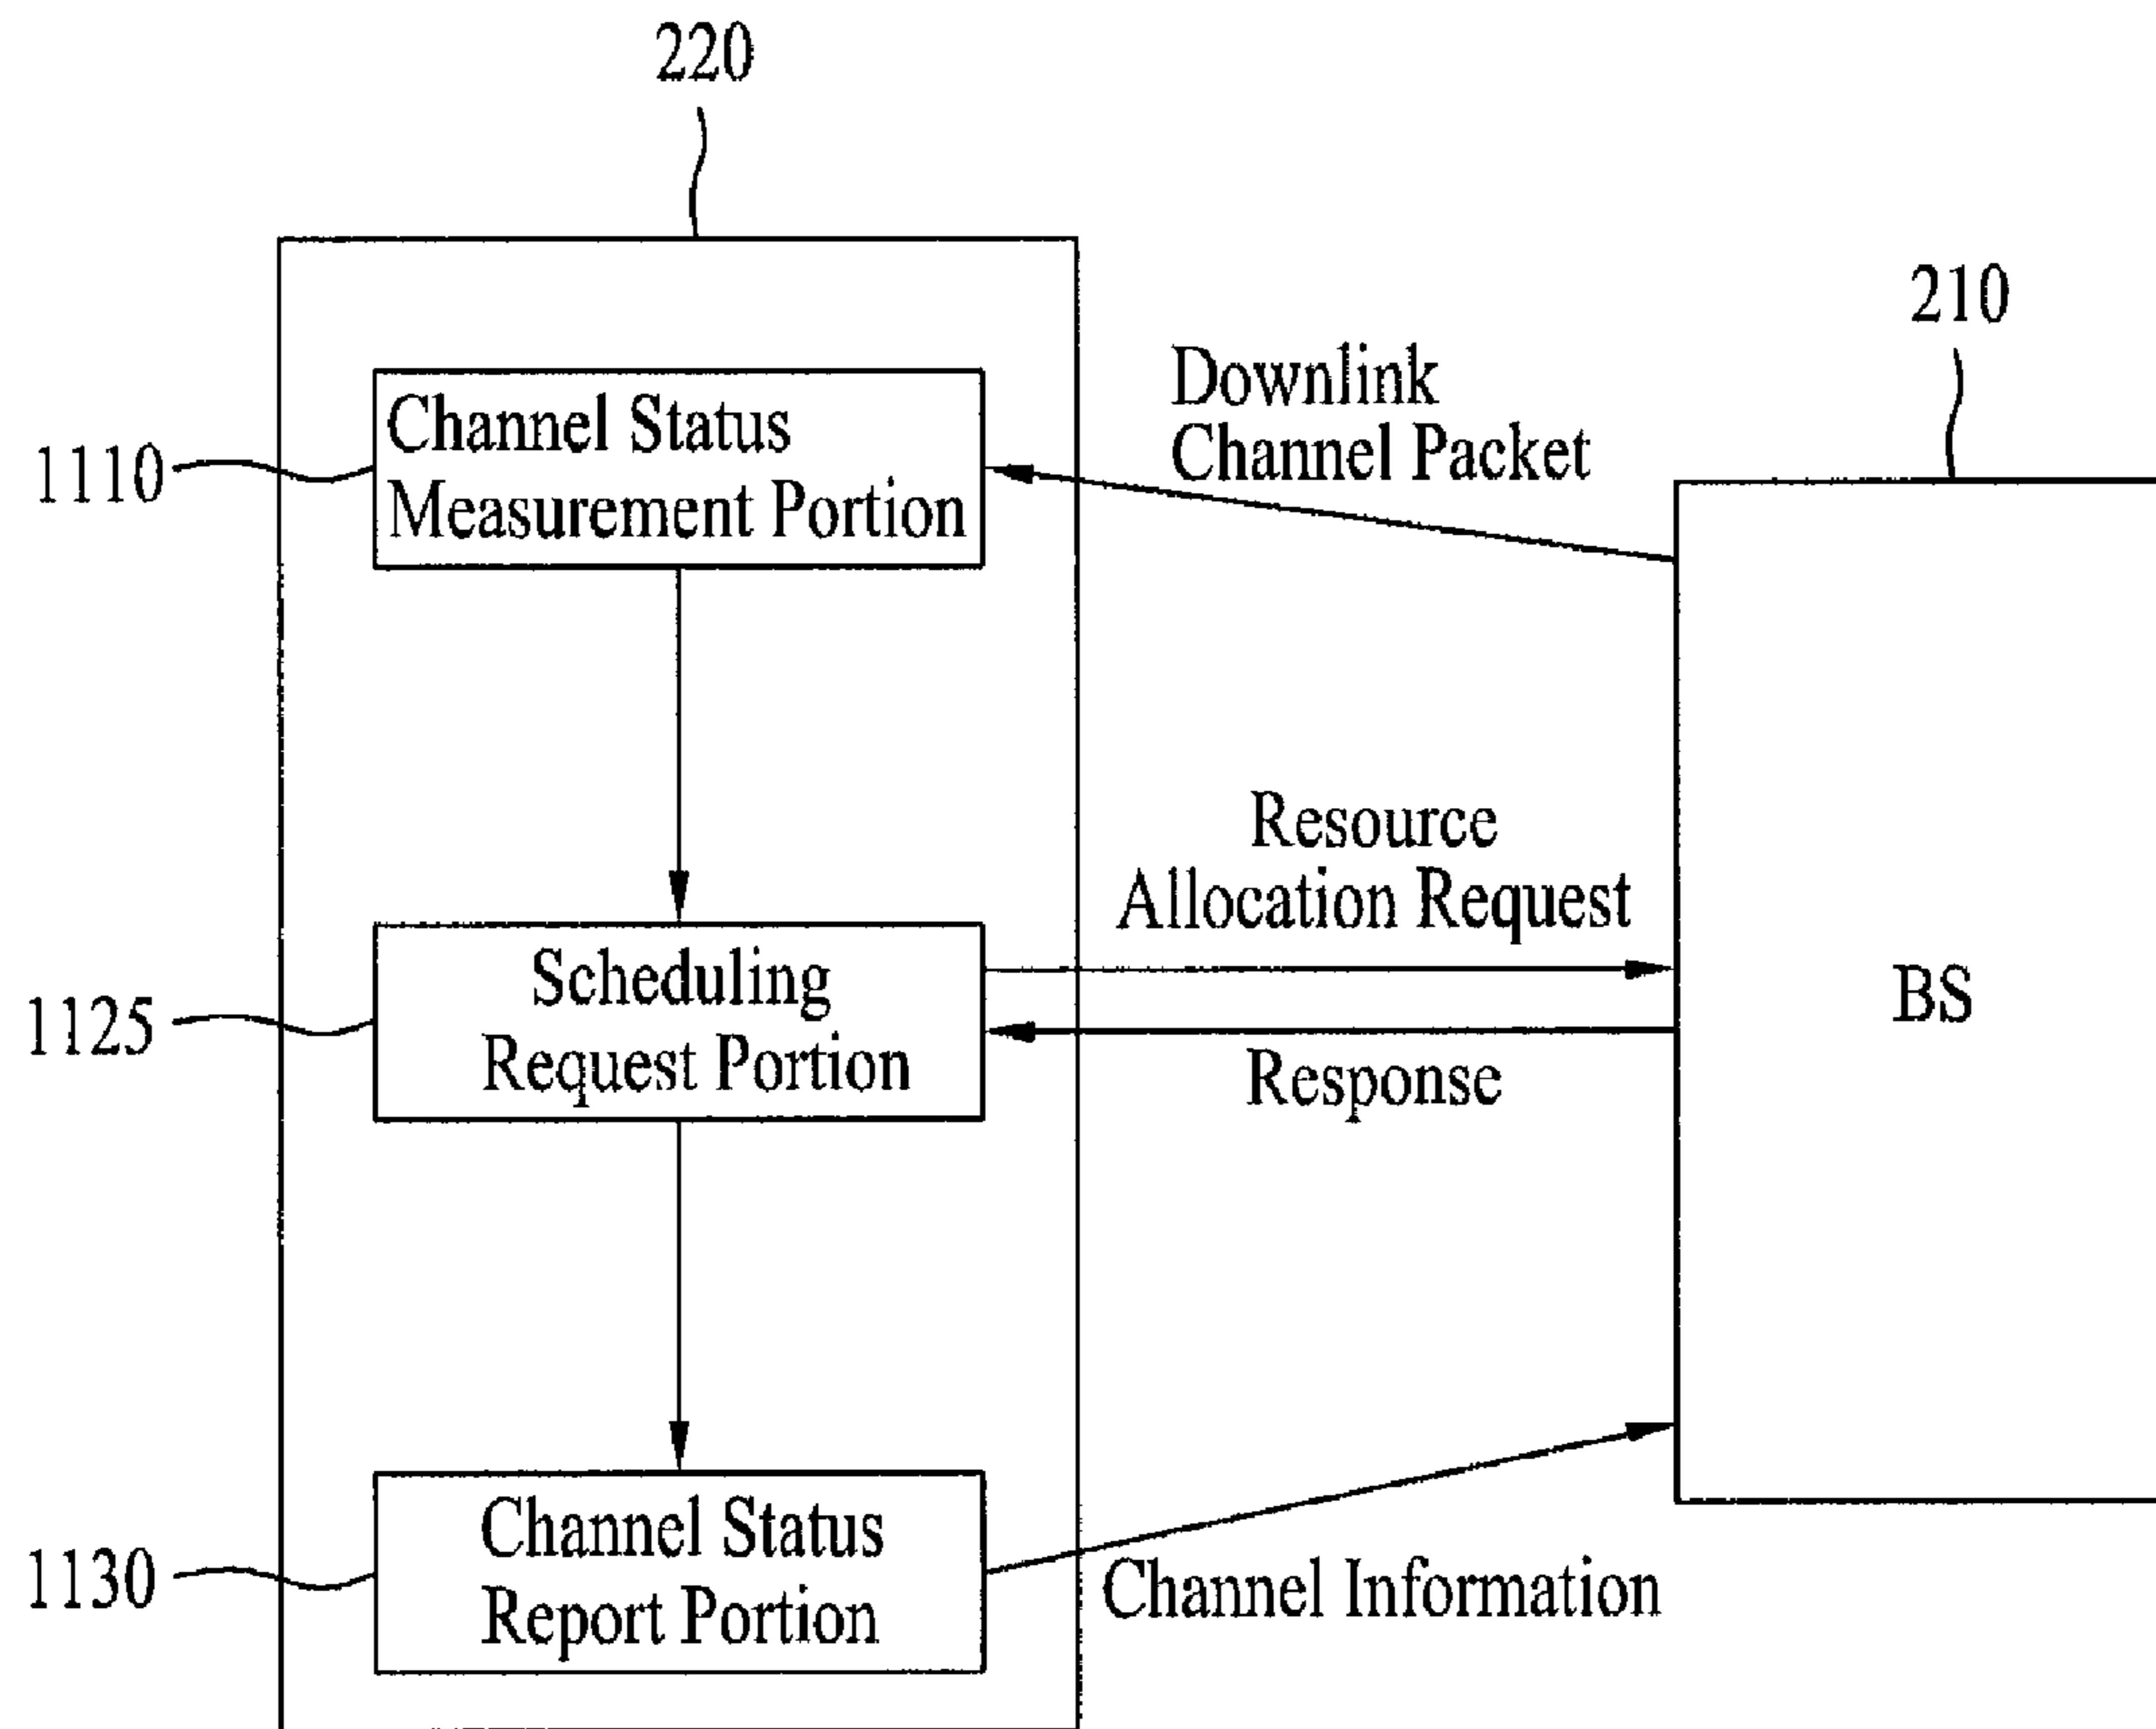 220
210
Downlink
Channel Packet
1110
Channel Status
Measurement Portion
Resource
Allocation Request
1125
Scheduling
Request Portion
BS
Response
1130
Channel Status
Report Portion
Channel Information